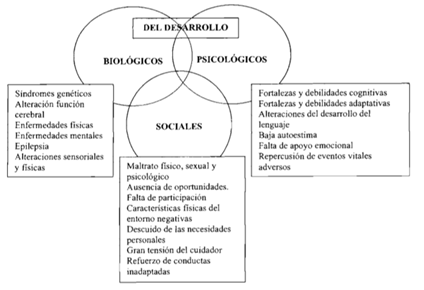 DEL DESARROLLO
BIOLÓGICOS
PSICOLÓGICOS
SOCIALES
Sindromes genéticos
Alteración función
cerebral
Enfermedades físicas
Enfermedades mentales
Epilepsia
Alteraciones sensoriales
y físicas
Maltrato físico, sexual y
psicológico
Ausencia de oportunidades.
Falta de participación
Características físicas del
entorno negativas
Descuido de las necesidades
personales
Gran tensión del cuidador
Refuerzo de conductas
inadaptadas
Fortalezas y debilidades cognitivas
Fortalezas y debilidades adaptativas
Alteraciones del desarrollo del
lenguaje
Baja autoestima
Falta de apoyo emocional
Repercusión de eventos vitales
adversos